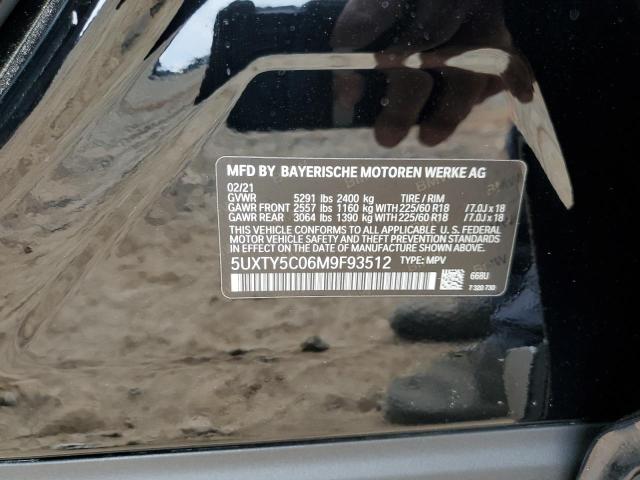 MFD BY BAYERISCHE MOTOREN WERKE AG
02/21
GVWR 5291 lbs 2400 kg TIRE / RIM
GAWR FRONT 2557 lbs 1160 kg WITH 225/60 R18 /7.0J x 18
GAWR REAR 3064 lbs 1390 kg WITH 225/60 R18 /7.0J x 18
THIS VEHICLE CONFORMS TO ALL APPLICABLE U. S. FEDERAL
MOTOR VEHICLE SAFETY AND THEFT PREVENTION STANDARDS
IN EFFECT ON THE DATE OF MANUFACTURE SHOWN ABOVE.
5UXTY5C06M9F93512 TYPE: MPV
668U
7 320 730